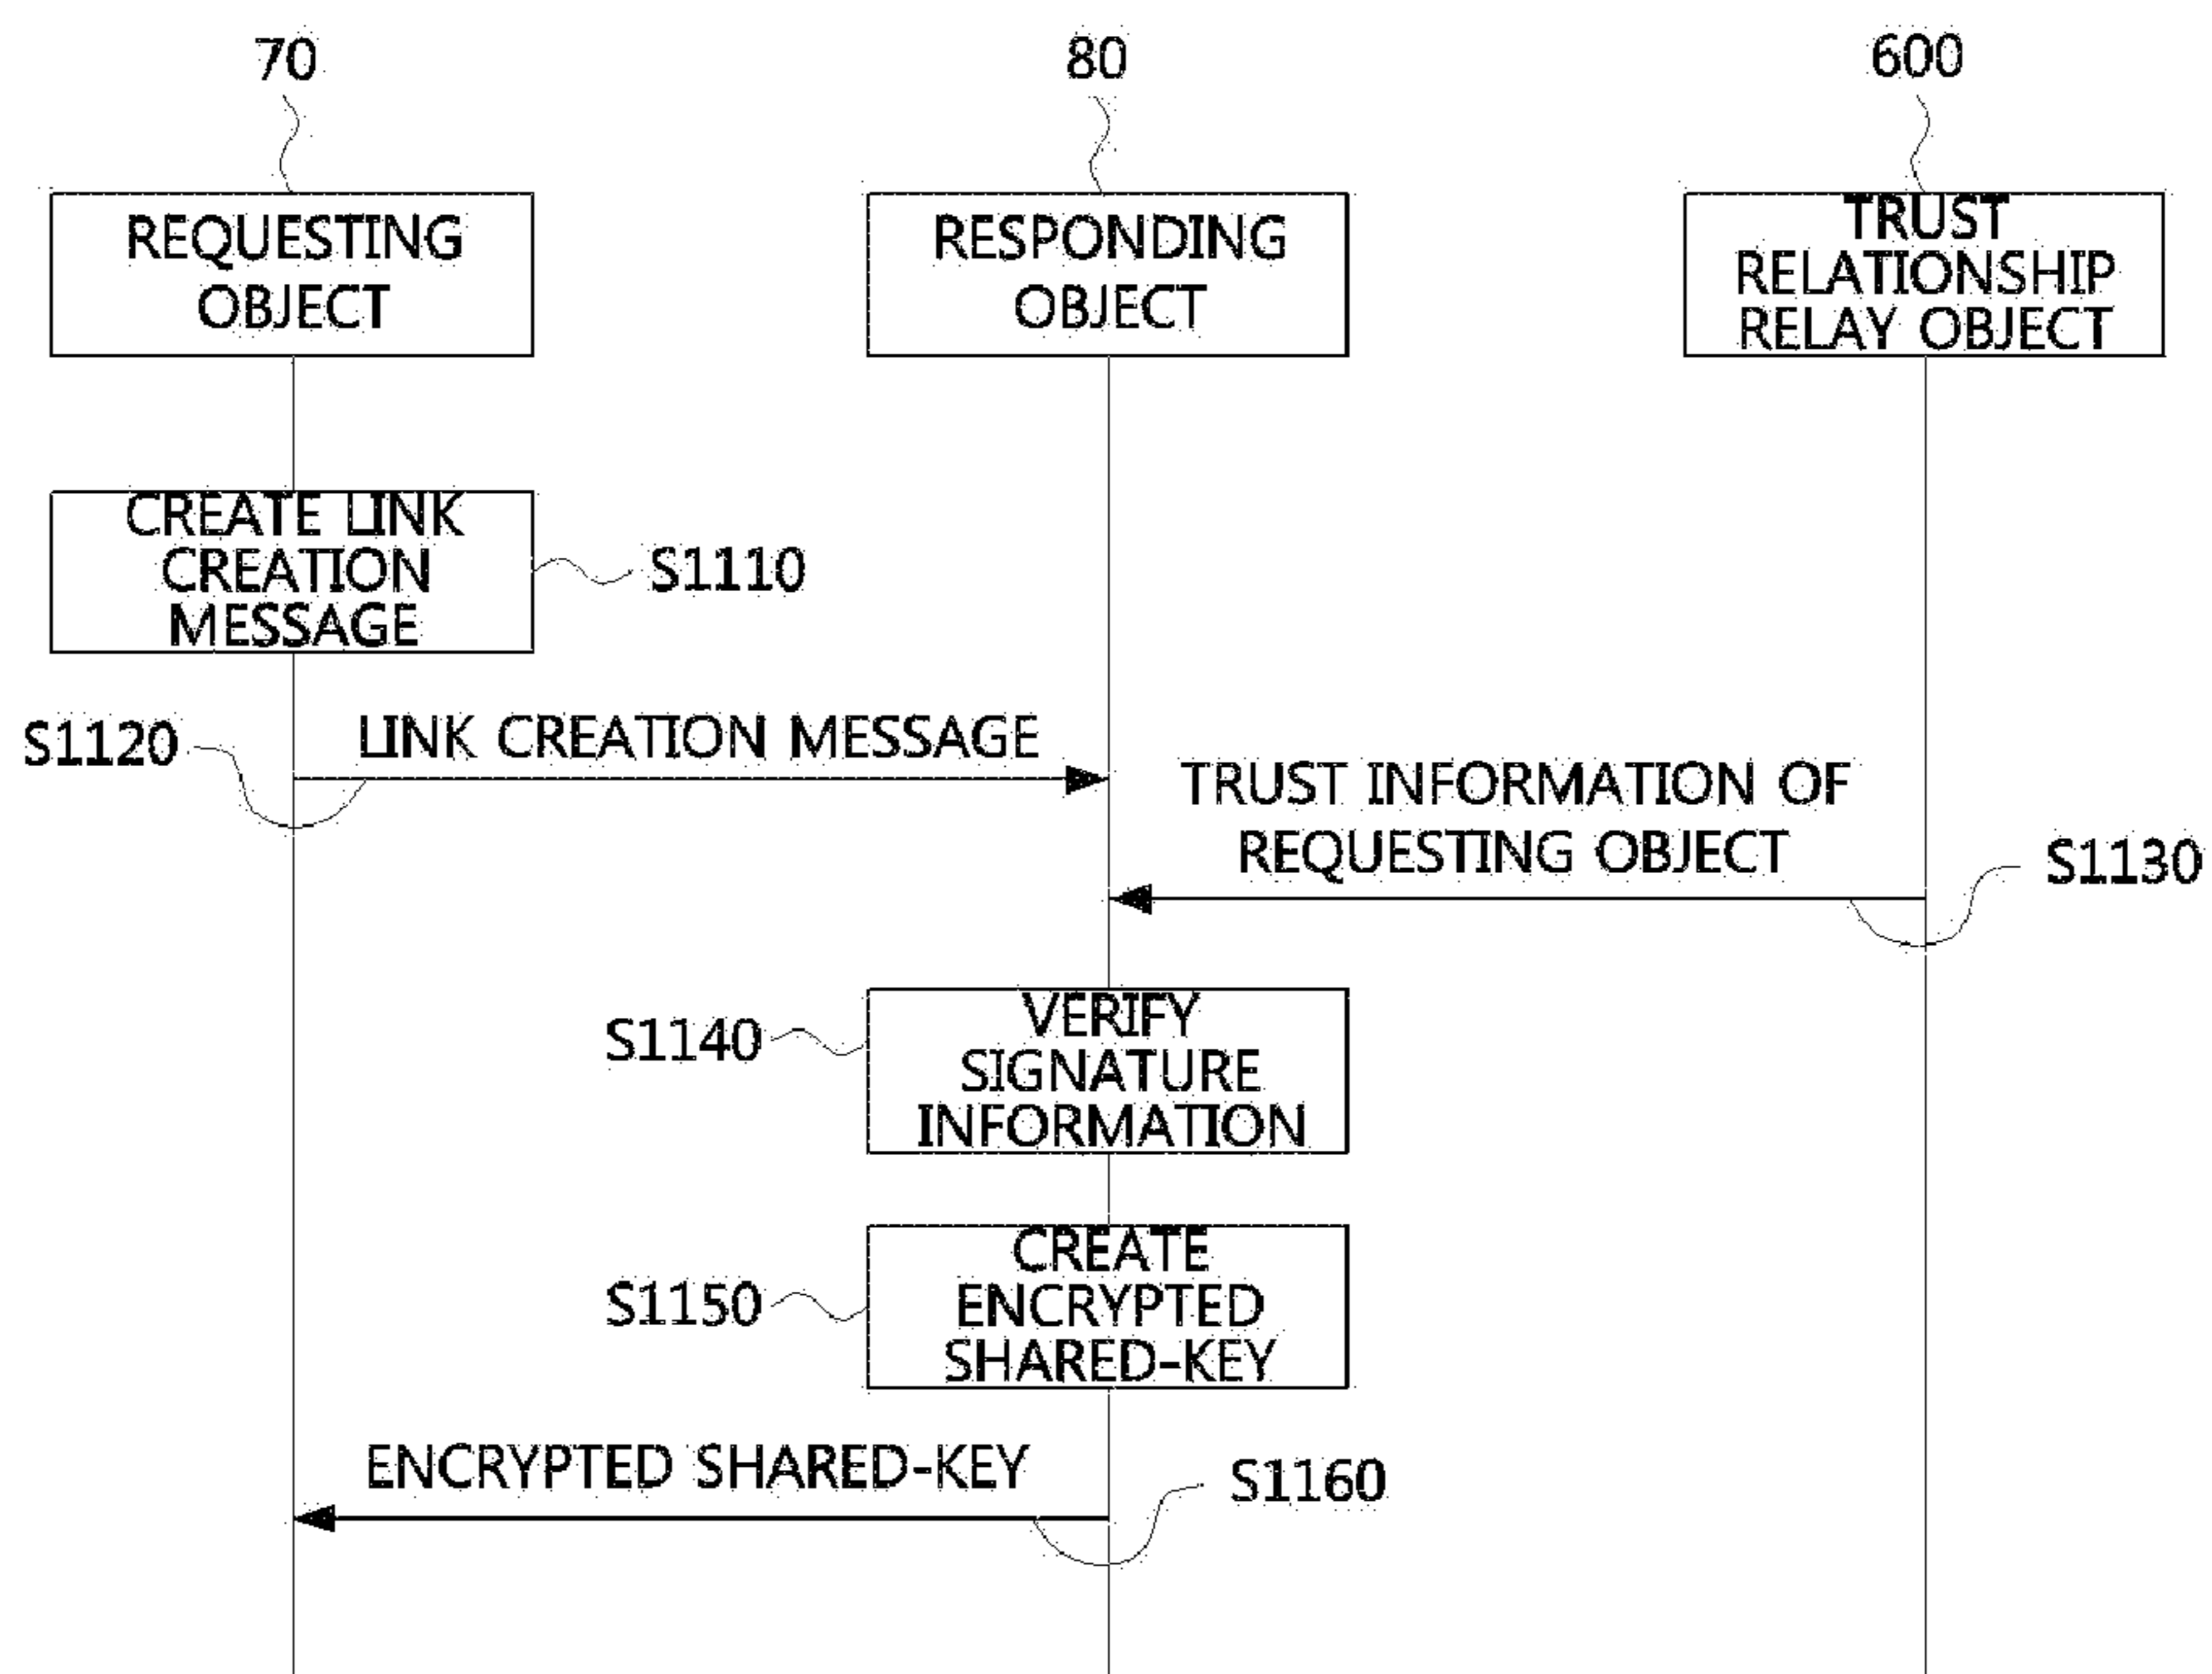 70
80
600
REQUESTING
OBJECT
RESPONDING
OBJECT
TRUST
RELATIONSHIP
RELAY OBJECT
CREATE LINK
CREATION
MESSAGE
S1110
S1120
LINK CREATION MESSAGE
TRUST INFORMATION OF
REQUESTING OBJECT
S1130
S1140
VERIFY
SIGNATURE
INFORMATION
S1150
CREATE
ENCRYPTED
SHARED-KEY
ENCRYPTED SHARED-KEY
S1160